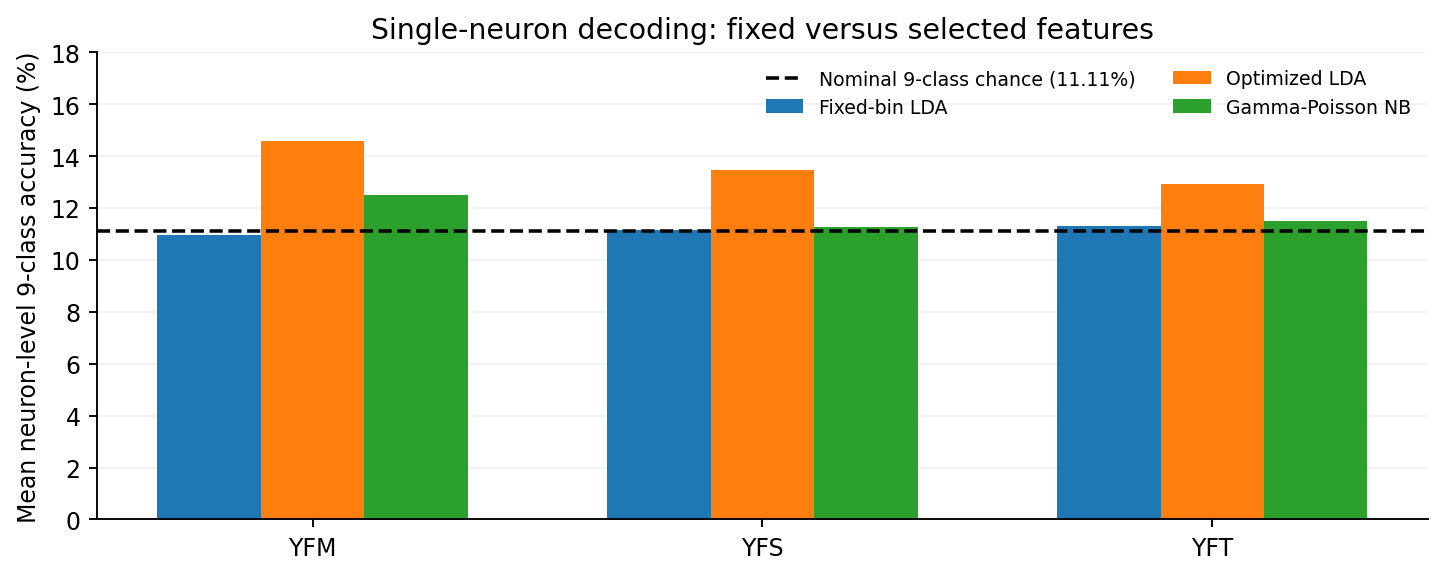 Single-neuron decoding: fixed versus selected features
Mean neuron-level 9-class accuracy (%)
18
16
14
12
10
8
6
4
2
0
Nominal 9-class chance (11.11%)
Fixed-bin LDA
Optimized LDA
Gamma-Poisson NB
YFM
YFS
YFT